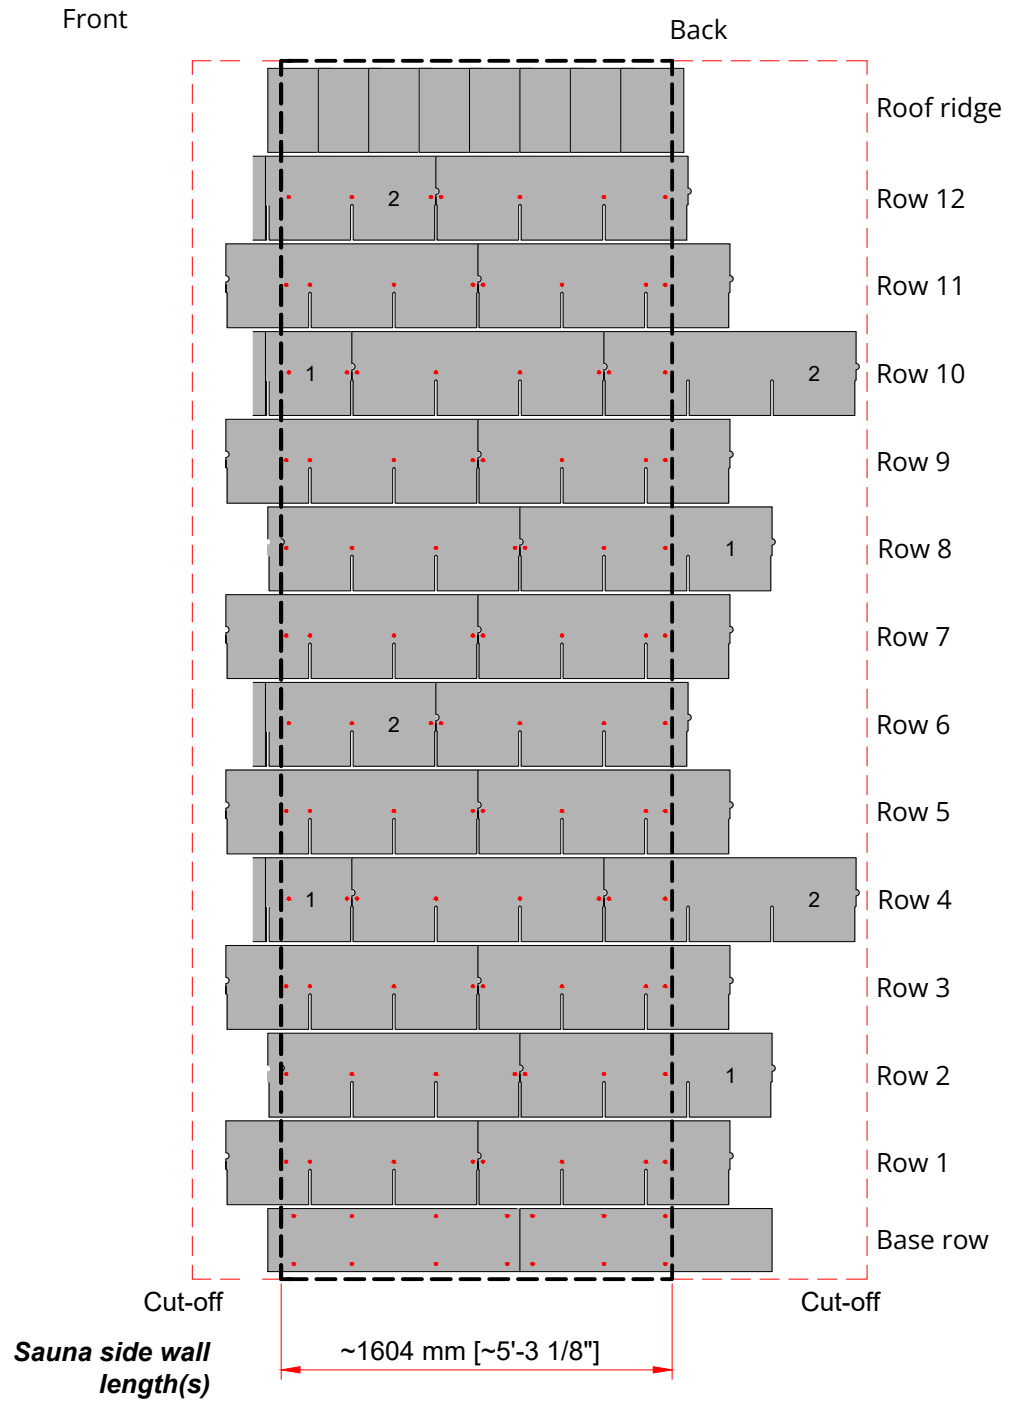 Front
Back
Roof ridge
2 Row 12
Row 11
1 2 Row 10
Row 9
1 Row 8
Row 7
2 Row 6
Row 5
1 2 Row 4
Row 3
1 Row 2
Row 1
Base row
Cut-off Cut-off
Sauna side wall ~1604 mm [~5'-3 1/8"]
length(s)